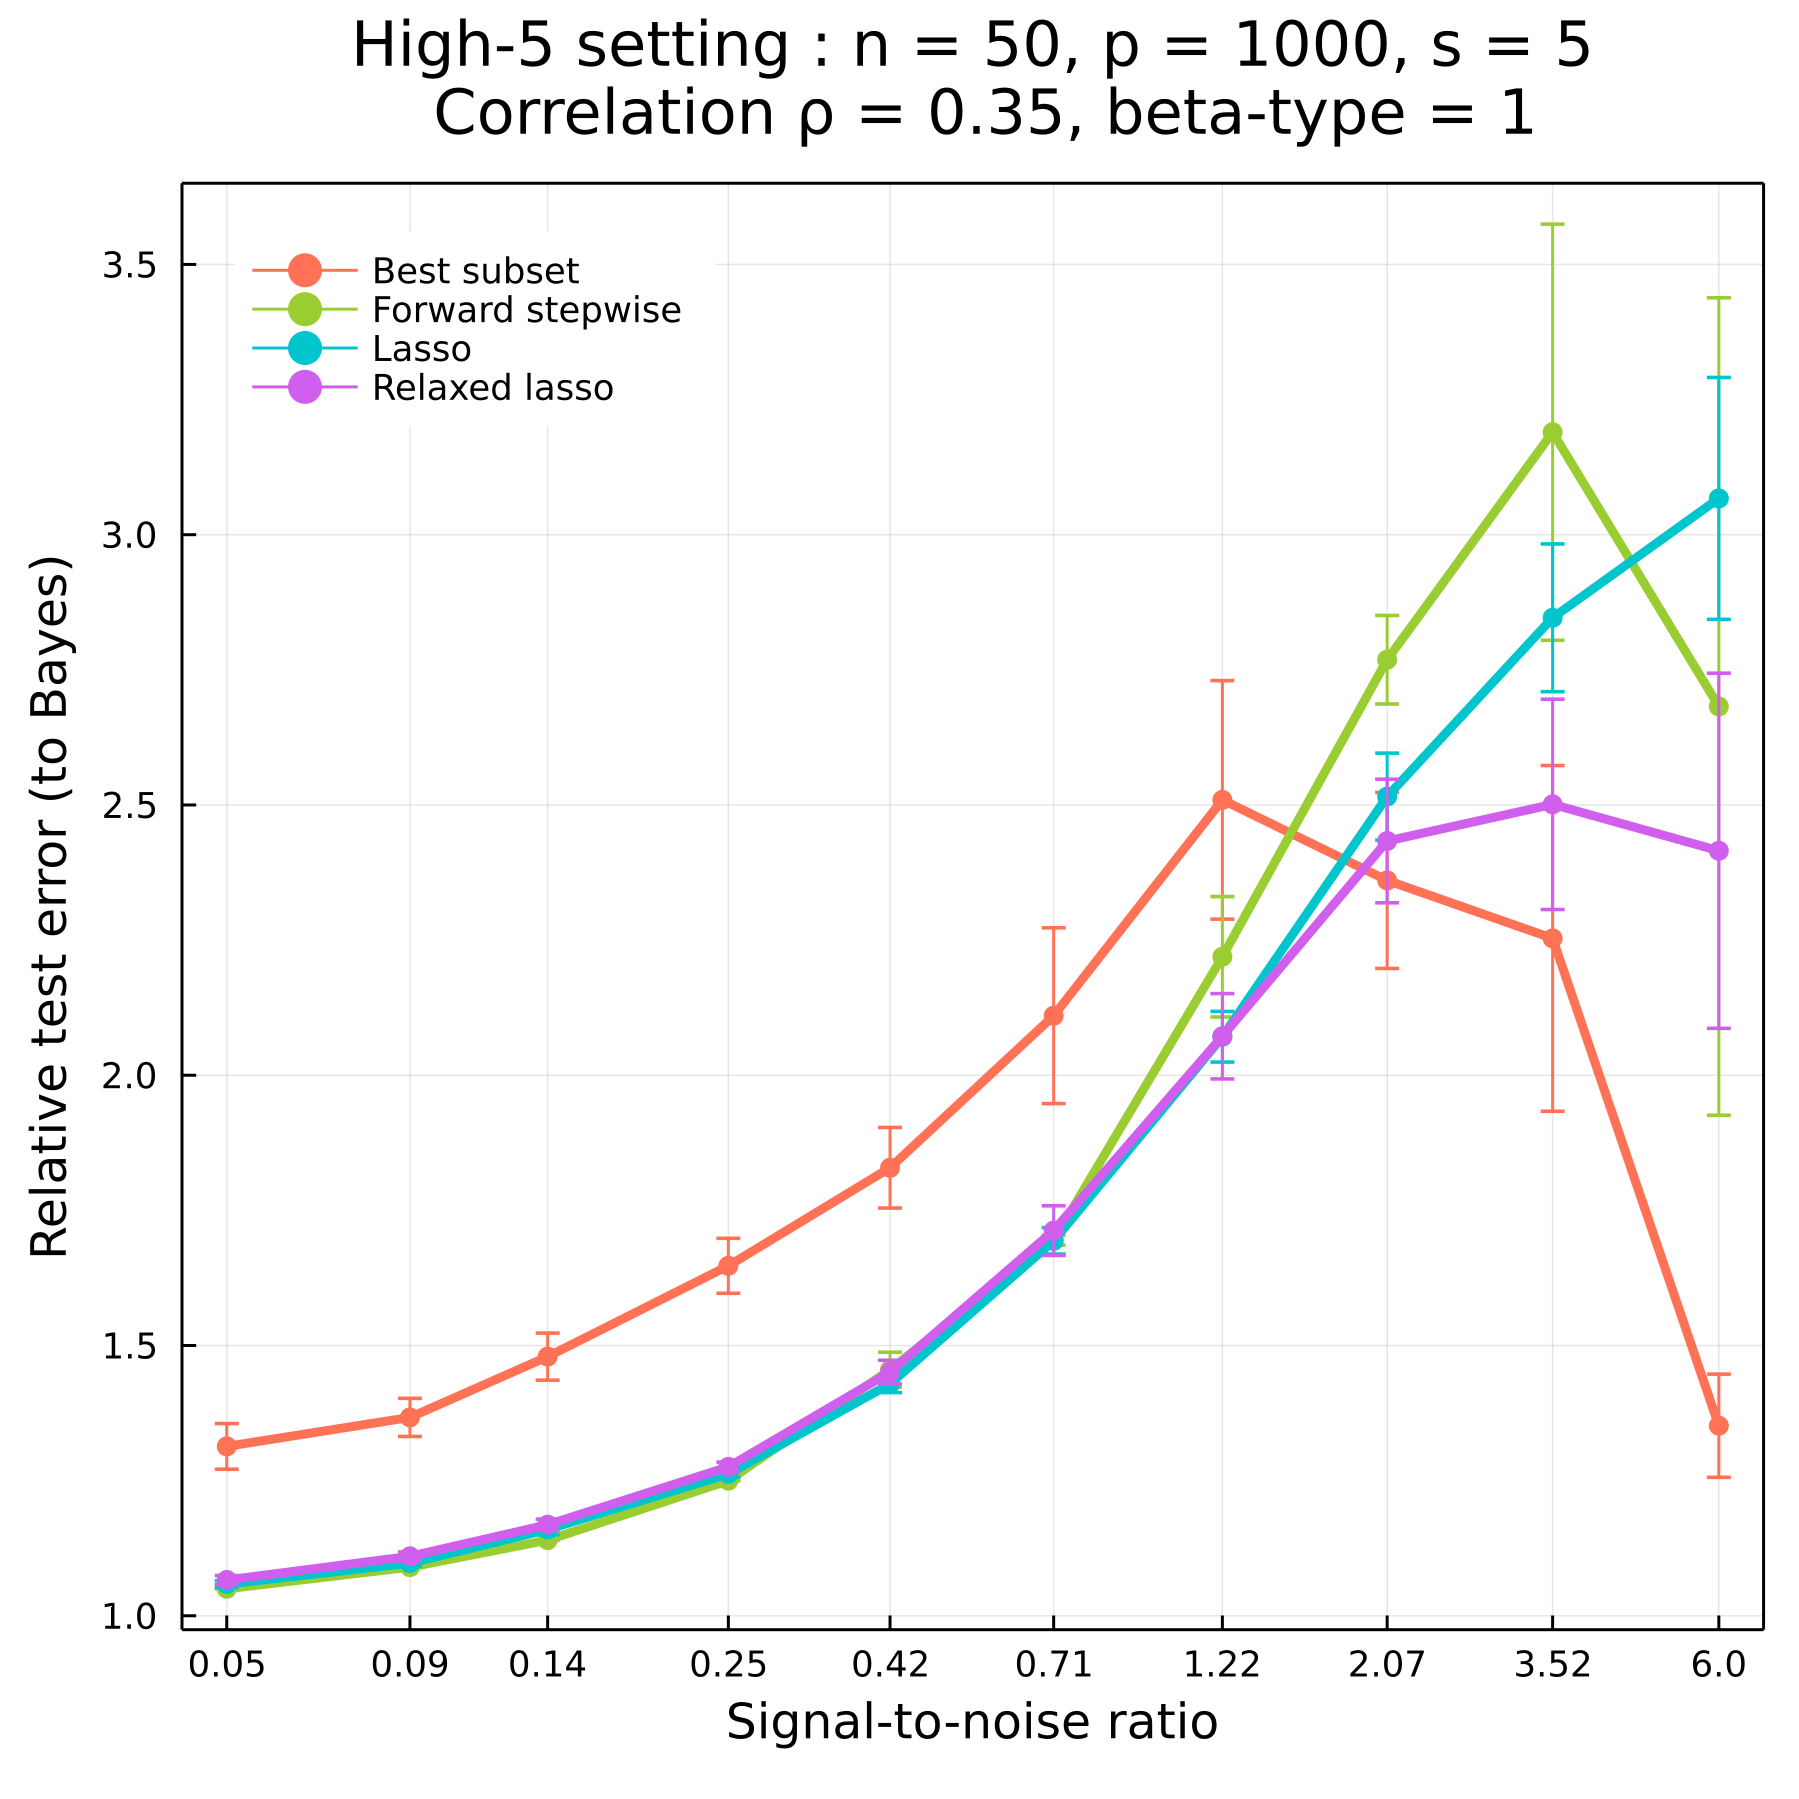 High-5 setting : n = 50, p = 1000, s = 5
Correlation ρ = 0.35, beta-type = 1
Best subset
Forward stepwise
Lasso
Relaxed lasso
Relative test error (to Bayes)
3.5
3.0
2.5
2.0
1.5
1.0
0.05 0.09 0.14 0.25 0.42 0.71 1.22 2.07 3.52 6.0
Signal-to-noise ratio